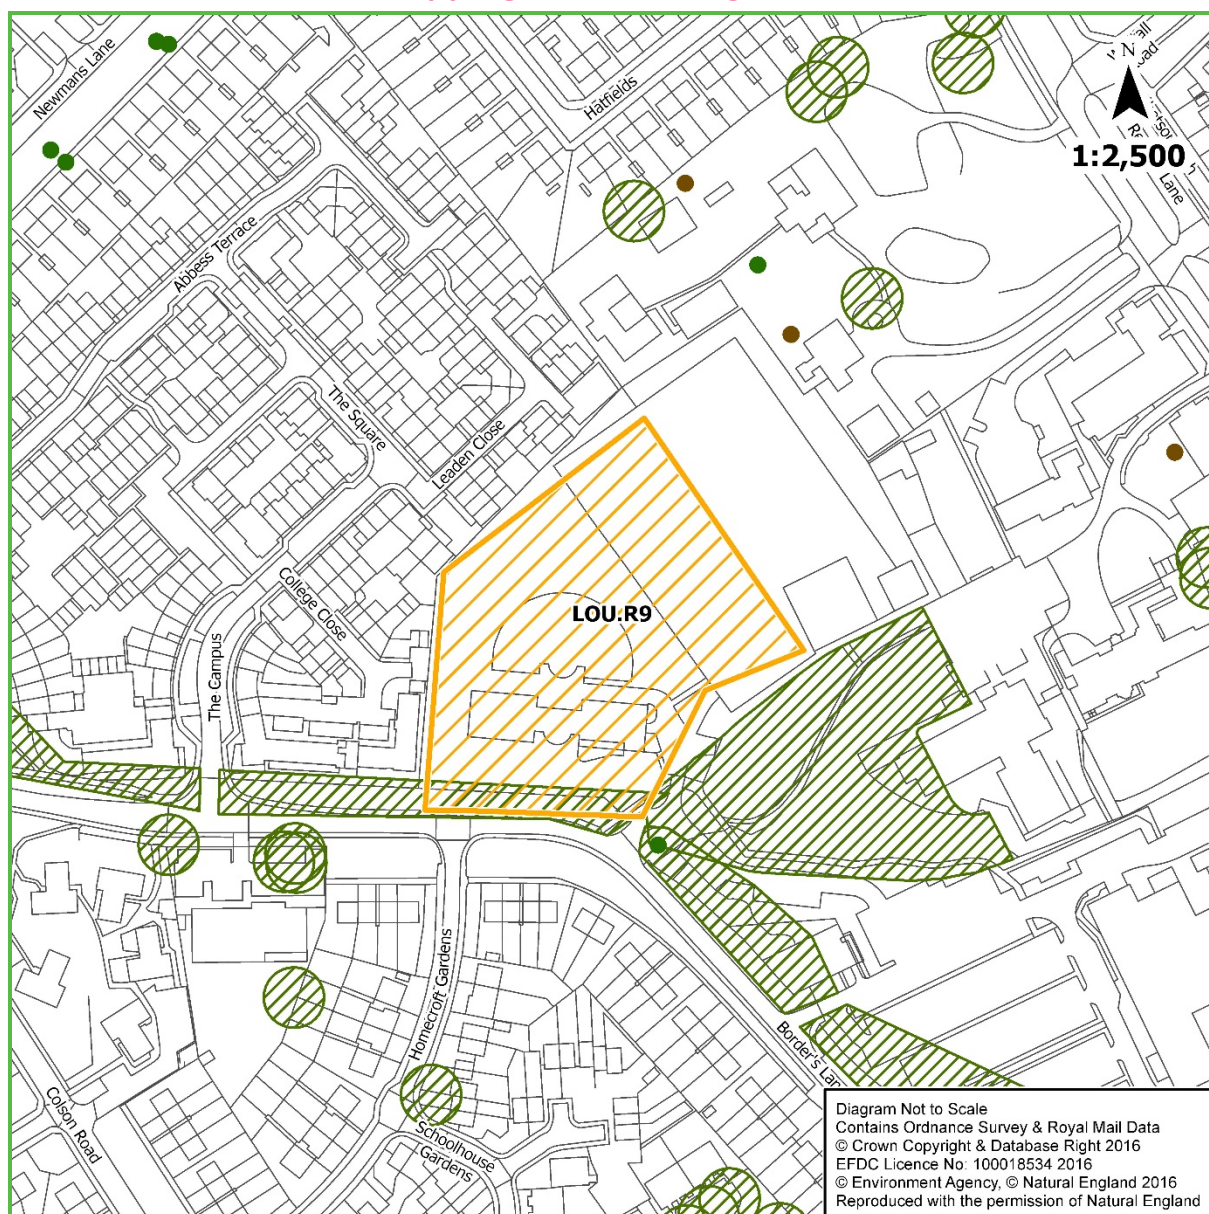 Newmans Lane
Hatfields
N
1:2,500
Lane
Abbess Terrace
The Square
Leaden Close
LOU.R9
College Close
The Campus
Homecroft Gardens
Border's Lane
Colson Road
Schoolhouse
Gardens
Diagram Not to Scale
Contains Ordnance Survey & Royal Mail Data
© Crown Copyright & Database Right 2016
EFDC Licence No: 100018534 2016
© Environment Agency, © Natural England 2016
Reproduced with the permission of Natural England